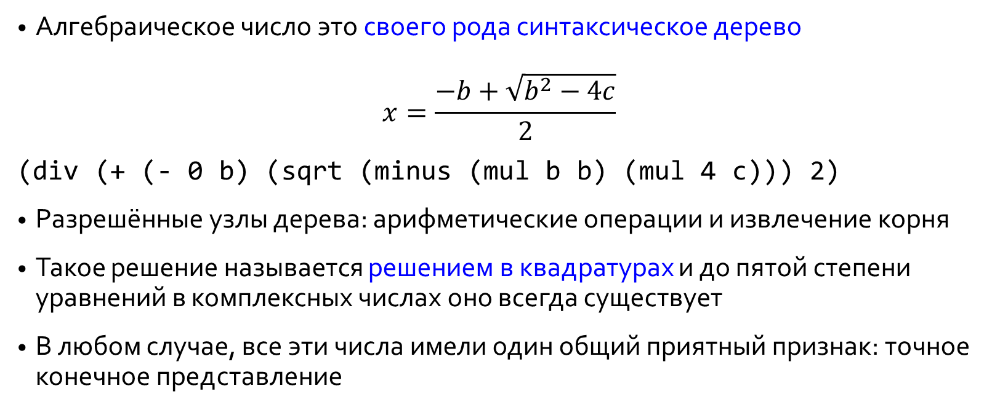 • Алгебраическое число это своего рода синтаксическое дерево
x = \frac{-b + \sqrt{b^2 - 4c}}{2}
(div (+ (- 0 b) (sqrt (minus (mul b b) (mul 4 c))) 2)
• Разрешённые узлы дерева: арифметические операции и извлечение корня
• Такое решение называется решением в квадратурах и до пятой степени
уравнений в комплексных числах оно всегда существует
• В любом случае, все эти числа имели один общий приятный признак: точное
конечное представление